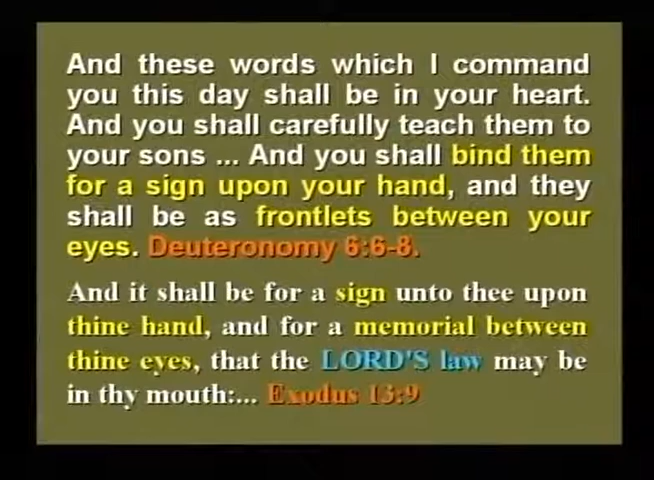 And these words which I command
you this day shall be in your heart.
And you shall carefully teach them to
your sons ... And you shall bind them
for a sign upon your hand, and they
shall be as frontlets between your
eyes. Deuteronomy 6:6-8.
And it shall be for a sign unto thee upon
thine hand, and for a memorial between
thine eyes, that the LORD'S law may be
in thy mouth:... Exodus 13:9